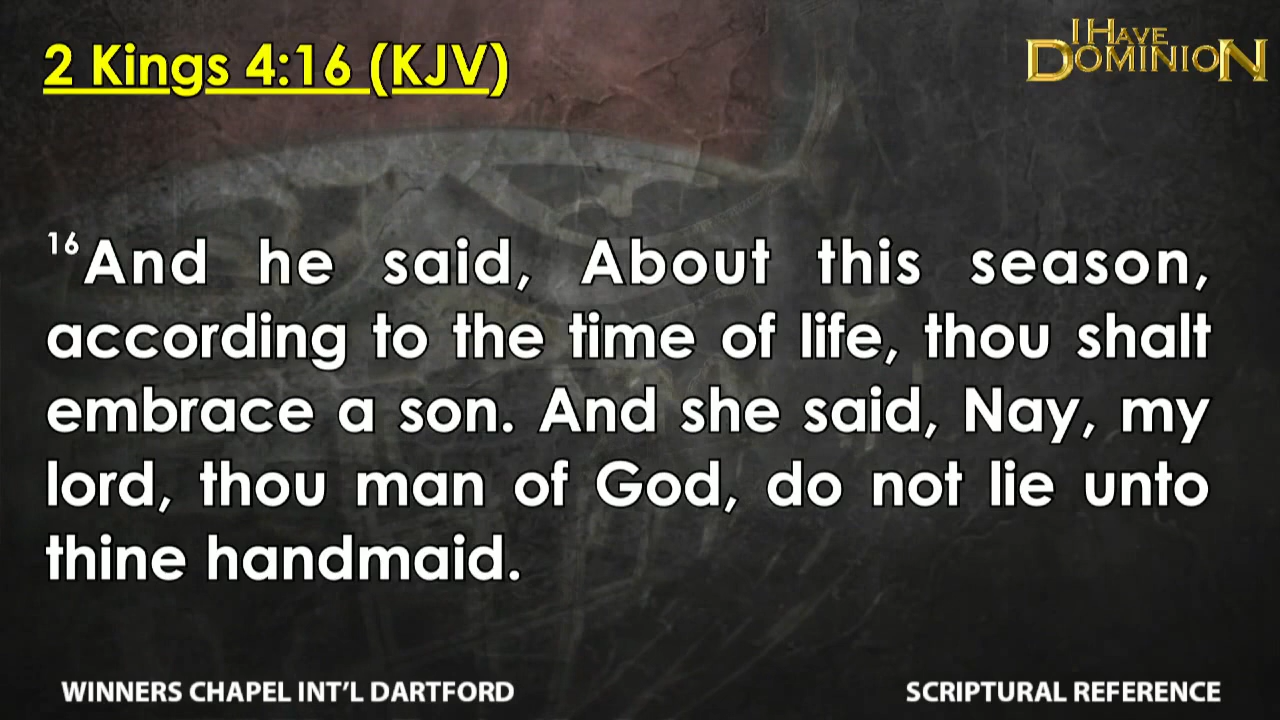 2 Kings 4:16 (KJV)
I HAVE
DOMINION
16 And he said, About this season,
according to the time of life, thou shalt
embrace a son. And she said, Nay, my
lord, thou man of God, do not lie unto
thine handmaid.
WINNERS CHAPEL INT'L DARTFORD
SCRIPTURAL REFERENCE